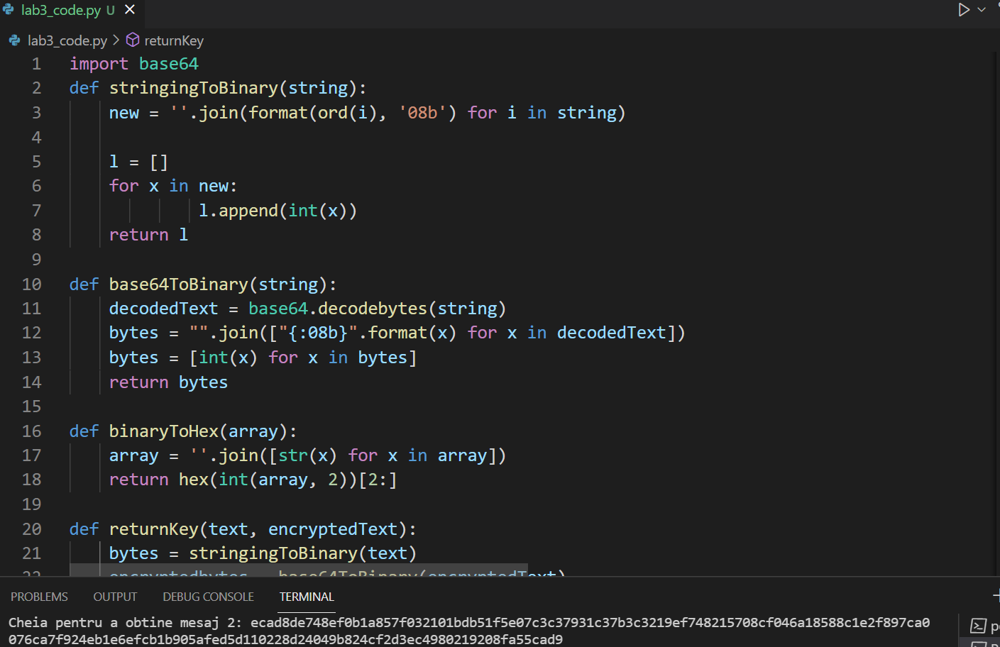 lab3_code.py U
lab3_code.py > returnKey
1 import base64
2 def stringingToBinary(string):
3 new = ''.join(format(ord(i), '08b') for i in string)
4
5 l = []
6 for x in new:
7 l.append(int(x))
8 return l
9
10 def base64ToBinary(string):
11 decodedText = base64.decodebytes(string)
12 bytes = "".join(["{:08b}".format(x) for x in decodedText])
13 bytes = [int(x) for x in bytes]
14 return bytes
15
16 def binaryToHex(array):
17 array = ''.join([str(x) for x in array])
18 return hex(int(array, 2))[2:]
19
20 def returnKey(text, encryptedText):
21 bytes = stringingToBinary(text)
22 encryptedbytes = base64ToBinary(encryptedText)
PROBLEMS OUTPUT DEBUG CONSOLE TERMINAL
Cheia pentru a obtine mesaj 2: ecad8de748ef0b1a857f032101bdb51f5e07c3c37931c37b3c3219ef748215708cf046a18588c1e2f897ca0
076ca7f924eb1e6efcb1b905afed5d110228d24049b824cf2d3ec4980219208fa55cad9